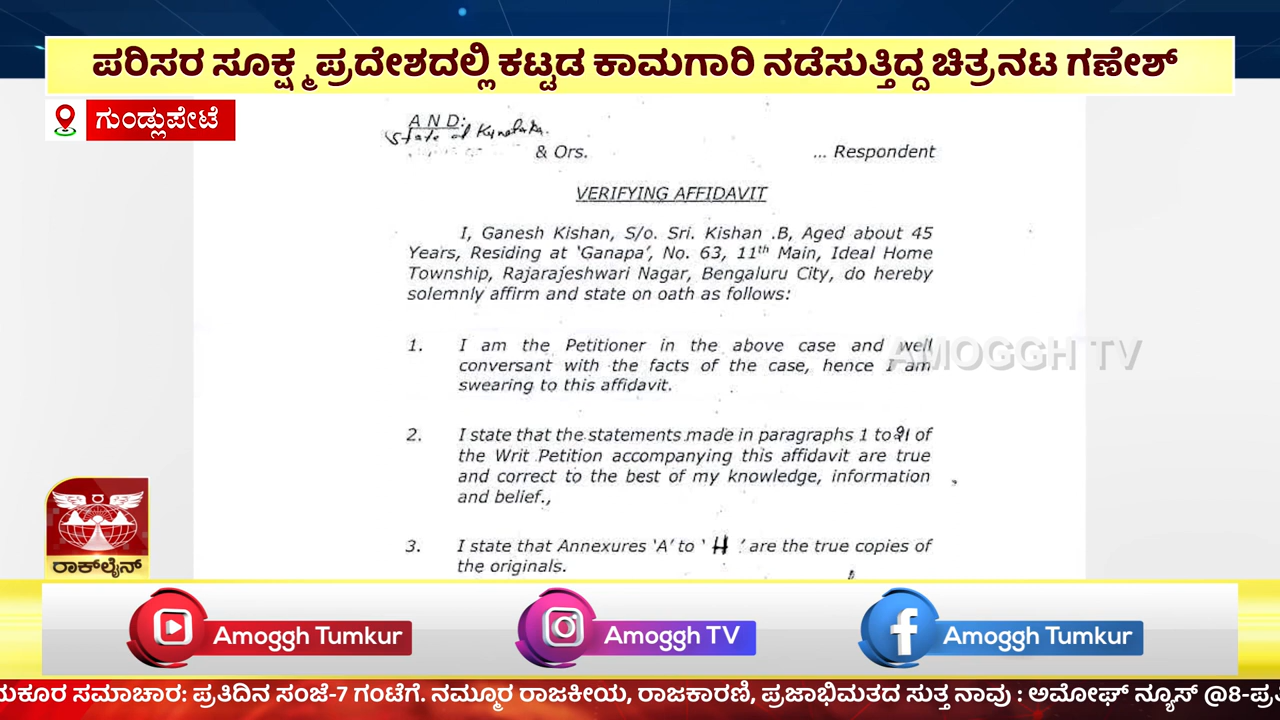 ಪರಿಸರ ಸೂಕ್ಷ್ಮ ಪ್ರದೇಶದಲ್ಲಿ ಕಟ್ಟಡ ಕಾಮಗಾರಿ ನಡೆಸುತ್ತಿದ್ದ ಚಿತ್ರನಟ ಗಣೇಶ್
ಗುಂಡ್ಲುಪೇಟೆ
A N D:
State of Karnataka.
& Ors. ... Respondent
VERIFYING AFFIDAVIT
I, Ganesh Kishan, S/o. Sri. Kishan .B, Aged about 45
Years, Residing at ‘Ganapa’, No. 63, 11th Main, Ideal Home
Township, Rajarajeshwari Nagar, Bengaluru City, do hereby
solemnly affirm and state on oath as follows:
1. I am the Petitioner in the above case and well
conversant with the facts of the case, hence I am
swearing to this affidavit.
AMOGGH TV
2. I state that the statements made in paragraphs 1 to 21 of
the Writ Petition accompanying this affidavit are true
and correct to the best of my knowledge, information
and belief.,
3. I state that Annexures ‘A’ to ‘ H ’ are the true copies of
the originals.
ರಾಕ್‌ಲೈನ್
Amoggh Tumkur
Amoggh TV
Amoggh Tumkur
ಮಕೂರ ಸಮಾಚಾರ: ಪ್ರತಿದಿನ ಸಂಜೆ-7 ಗಂಟೆಗೆ. ನಮ್ಮೂರ ರಾಜಕೀಯ, ರಾಜಕಾರಣಿ, ಪ್ರಜಾಭಿಮತದ ಸುತ್ತ ನಾವು : ಅಮೋಘ್ ನ್ಯೂಸ್ @8-ಪ್ರತಿ